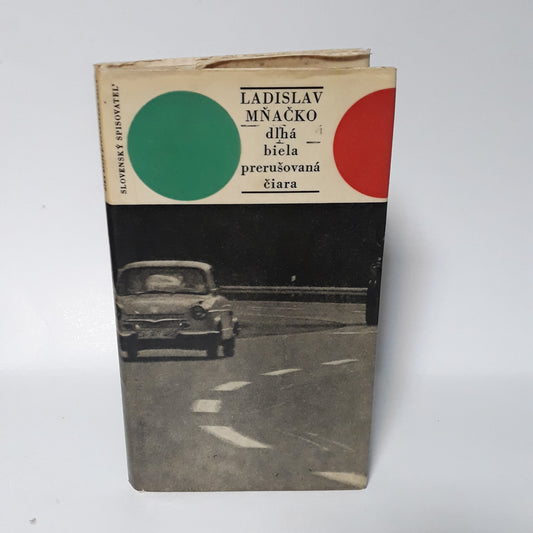 SLOVENSKÝ SPISOVATEĽ
LADISLAV
MŇAČKO
dlhá
biela
prerušovaná
čiara